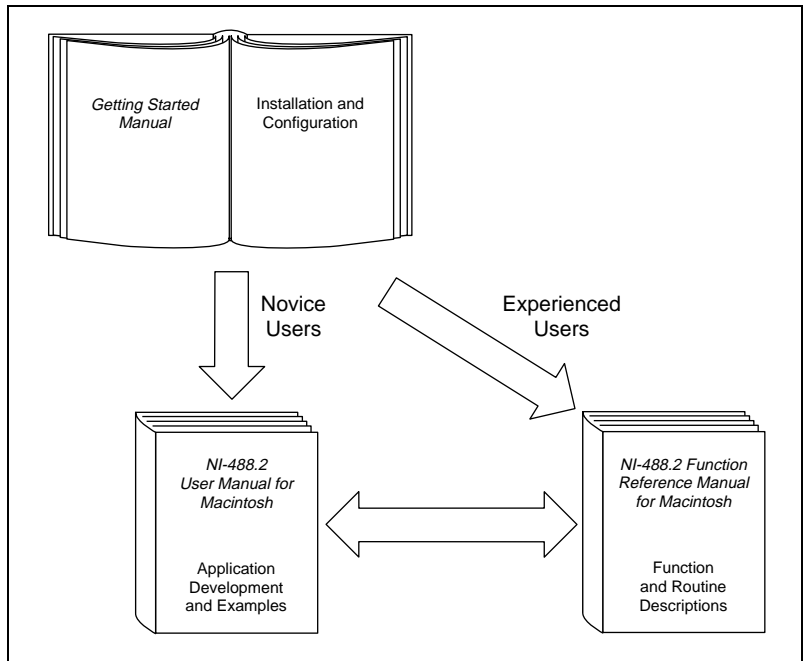 Getting Started
Manual
Installation and
Configuration
Novice
Users
Experienced
Users
NI-488.2
User Manual for
Macintosh
Application
Development
and Examples
NI-488.2 Function
Reference Manual
for Macintosh
Function
and Routine
Descriptions